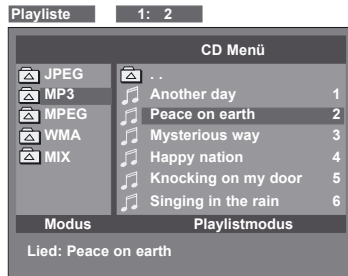 Playliste 1: 2
CD Menü
JPEG ..
MP3 Another day 1
MPEG Peace on earth 2
WMA Mysterious way 3
MIX Happy nation 4
Knocking on my door 5
Singing in the rain 6
Modus Playlistmodus
Lied: Peace on earth